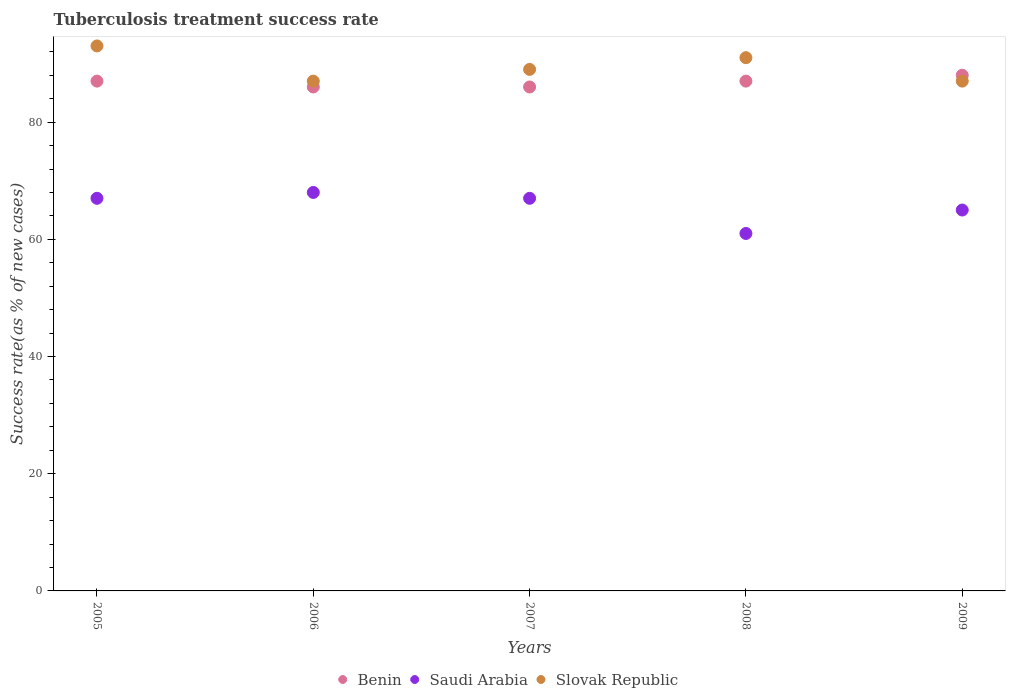 Tuberculosis treatment success rate
Success rate(as % of new cases)
80
60
40
20
0
2005
2006
2007
2008
2009
Years
Benin
Saudi Arabia
Slovak Republic